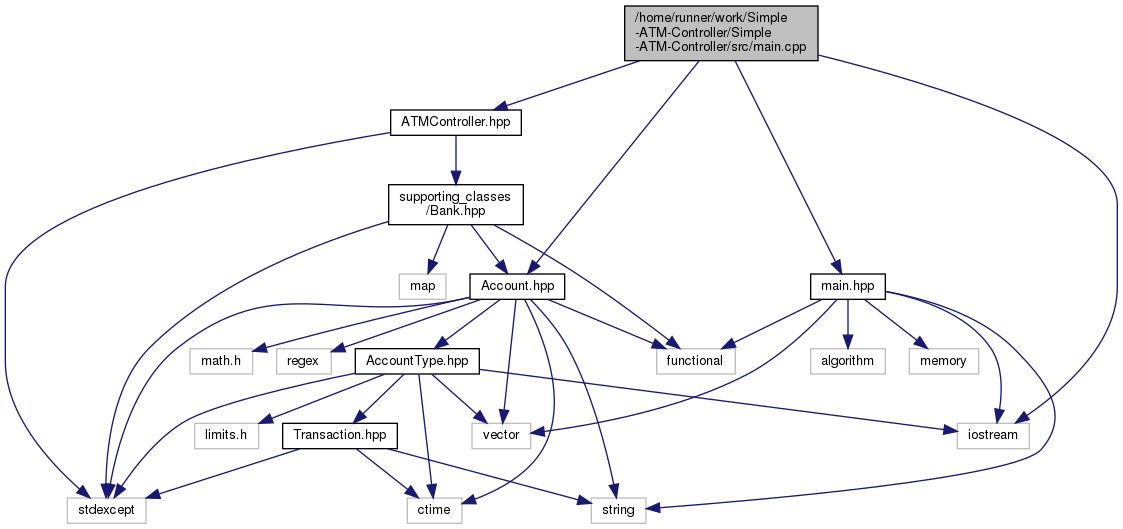 /home/runner/work/Simple
-ATM-Controller/Simple
-ATM-Controller/src/main.cpp
ATMController.hpp
supporting_classes
/Bank.hpp
map
Account.hpp
main.hpp
math.h
regex
AccountType.hpp
functional
algorithm
memory
limits.h
Transaction.hpp
vector
iostream
stdexcept
ctime
string